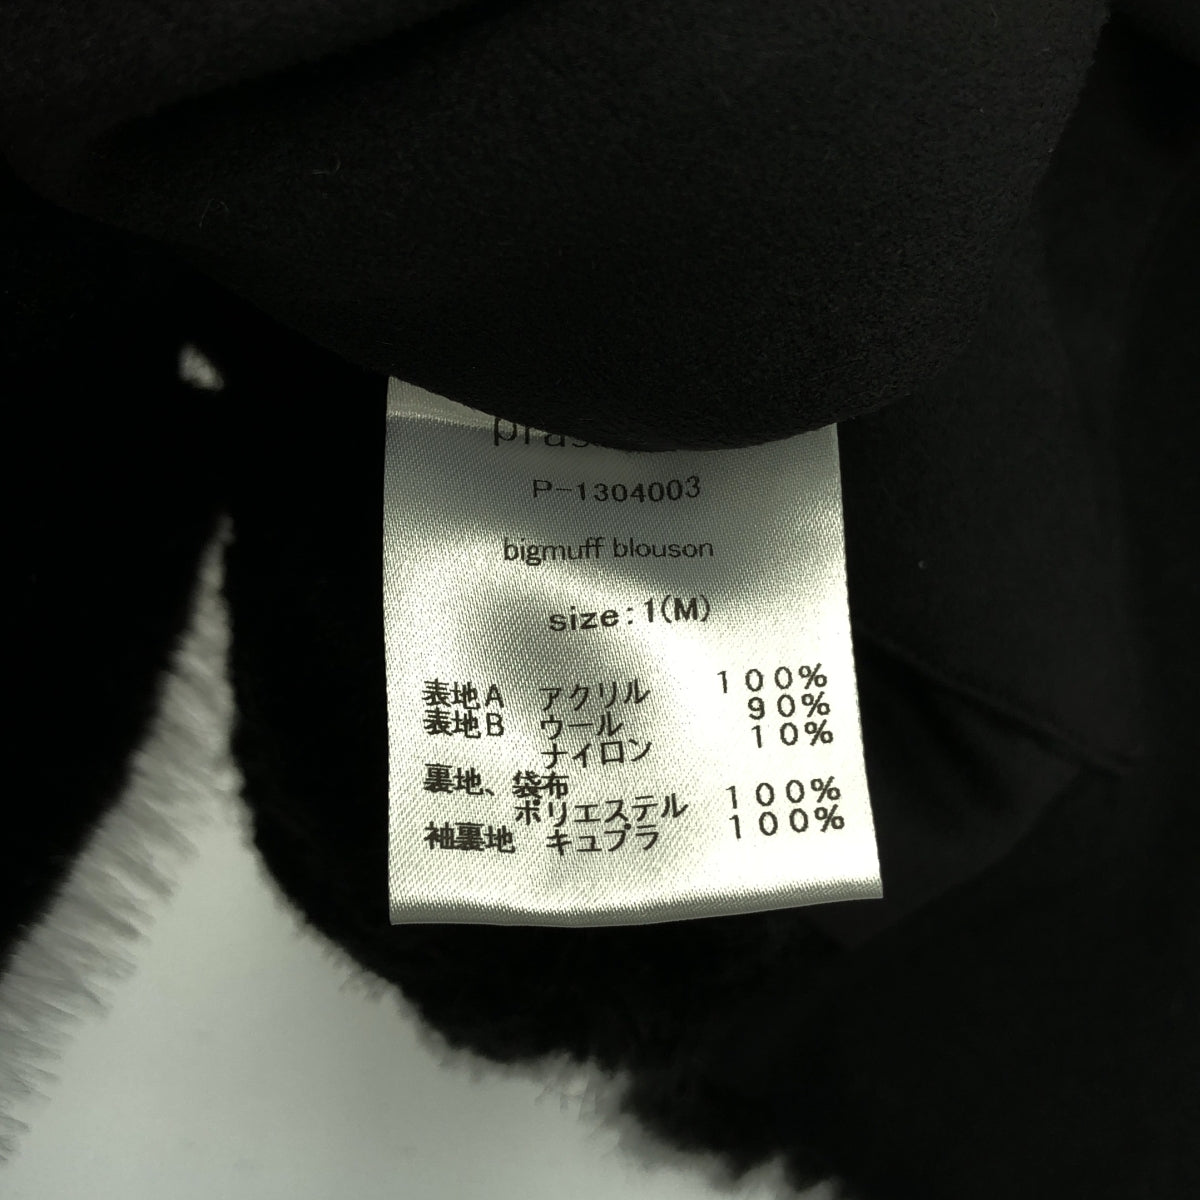 P-1304003
bigmuff blouson
size:1(M)
表地A アクリル 100%
表地B ウール 90%
ナイロン 10%
裏地、袋布
ポリエステル 100%
袖裏地 キュプラ 100%